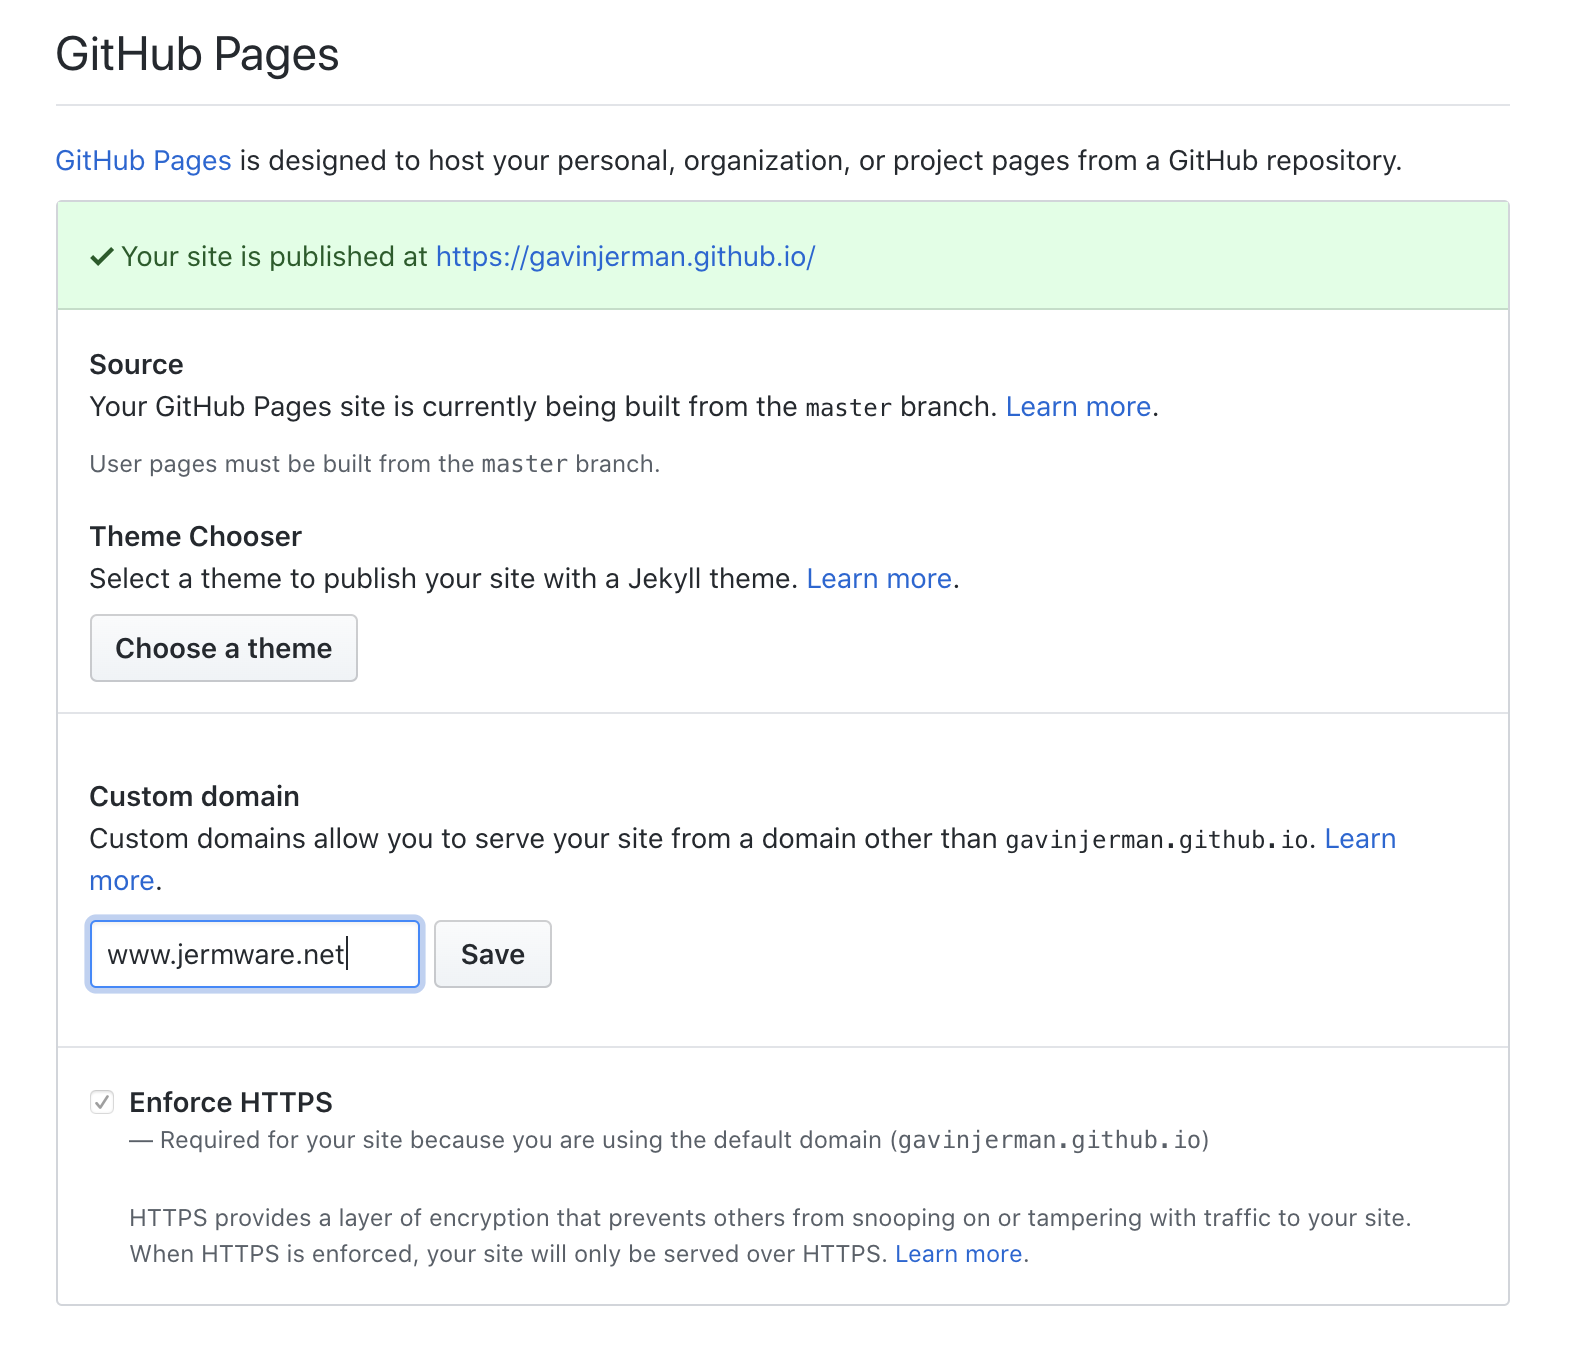 GitHub Pages
GitHub Pages is designed to host your personal, organization, or project pages from a GitHub repository.
Your site is published at https://gavinjerman.github.io/
Source
Your GitHub Pages site is currently being built from the master branch. Learn more.
User pages must be built from the master branch.
Theme Chooser
Select a theme to publish your site with a Jekyll theme. Learn more.
Choose a theme
Custom domain
Custom domains allow you to serve your site from a domain other than gavinjerman.github.io. Learn
more.
www.jermware.net Save
Enforce HTTPS
— Required for your site because you are using the default domain (gavinjerman.github.io)
HTTPS provides a layer of encryption that prevents others from snooping on or tampering with traffic to your site.
When HTTPS is enforced, your site will only be served over HTTPS. Learn more.